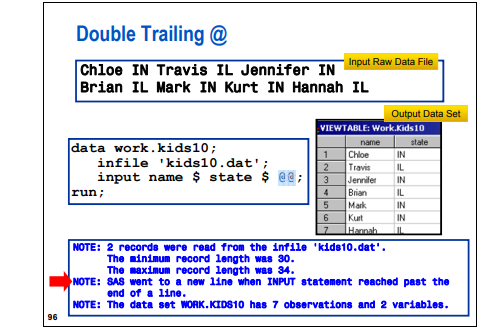 Double Trailing @
Input Raw Data File
Chloe IN Travis IL Jennifer IN
Brian IL Mark IN Kurt IN Hannah IL
Output Data Set
VIEWTABLE: Work.Kids10
name state
1 Chloe IN
2 Travis IL
3 Jennifer IN
4 Brian IL
5 Mark IN
6 Kurt IN
7 Hannah IL
data work.kids10;
infile 'kids10.dat';
input name $ state $ @@;
run;
NOTE: 2 records were read from the infile 'kids10.dat'.
The minimum record length was 30.
The maximum record length was 34.
NOTE: SAS went to a new line when INPUT statement reached past the
end of a line.
NOTE: The data set WORK.KIDS10 has 7 observations and 2 variables.
96